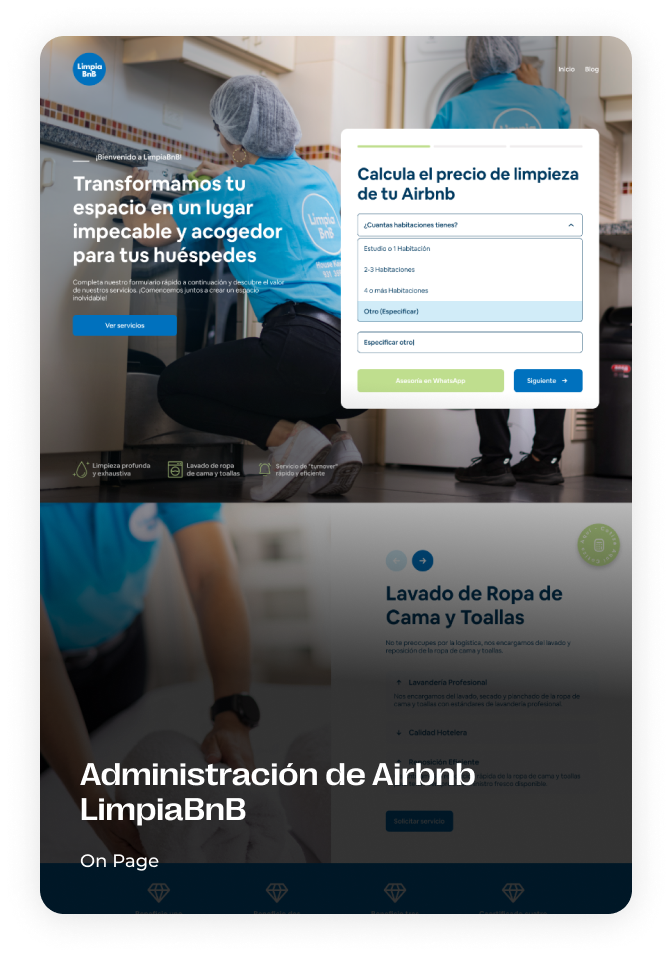 Limpia
BnB
Inicio
Blog
¡Bienvenido a LimpiaBnB!
Transformamos tu
espacio en un lugar
impecable y acogedor
para tus huéspedes
Completa nuestro formulario rápido a continuación y descubre el valor
de nuestros servicios. ¡Comencemos juntos a crear un espacio
inolvidable!
Ver servicios
Calcula el precio de limpieza
de tu Airbnb
¿Cuantas habitaciones tienes?
Estudio o 1 Habitación
2-3 Habitaciones
4 o más Habitaciones
Otro (Especificar)
Especificar otro
Asesoría en WhatsApp
Siguiente
Limpia
BnB
Limpieza profunda
y exhaustiva
Lavado de ropa
de cama y toallas
Servicio de "turnover"
rápido y eficiente
Lavado de Ropa de
Cama y Toallas
No te preocupes por la logística, nos encargamos del lavado y
reposición de la ropa de cama y toallas.
Lavandería Profesional
Nos encargamos del lavado, secado y planchado de la ropa de
cama y toallas con estándares de lavandería profesional
Calidad Hotelera
Eficiente
rápida de la ropa de cama y toallas
fresco disponible.
Solicitar servicio
Administración de Airbnb
LimpiaBnB
On Page